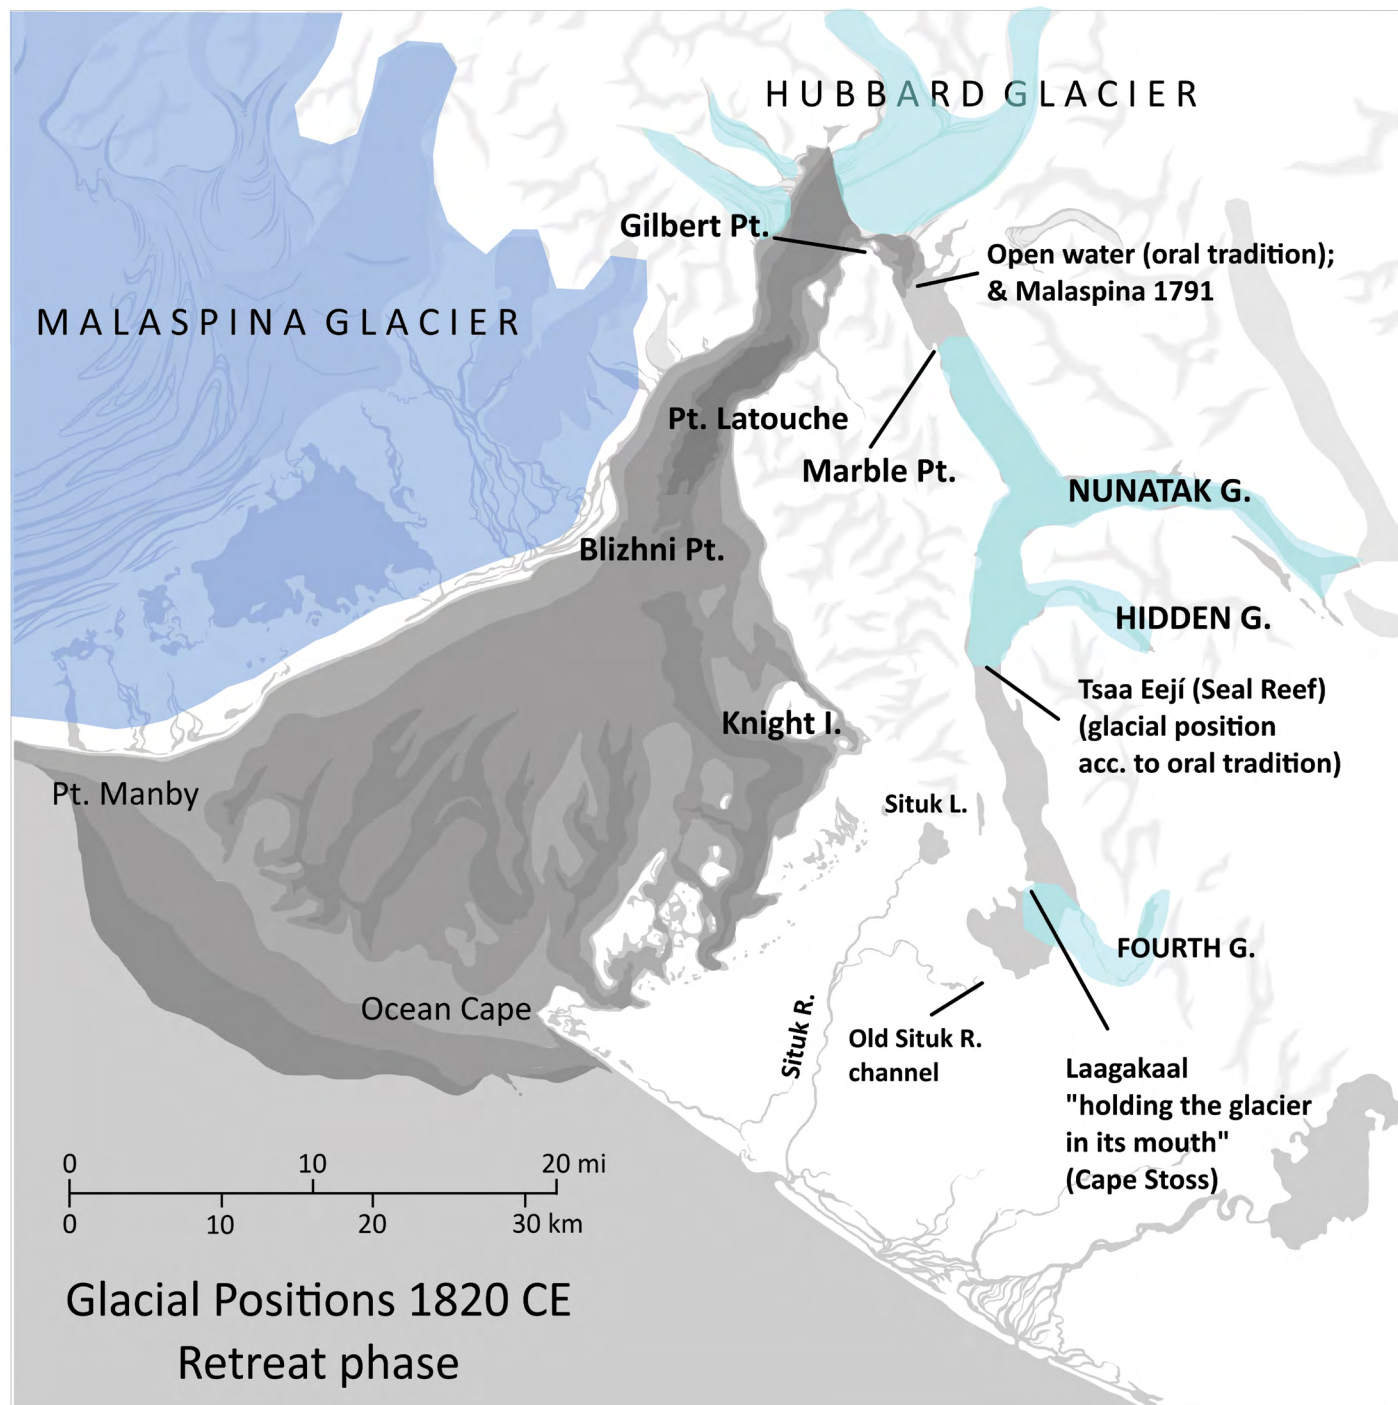 HUBBARD GLACIER
Gilbert Pt.
Open water (oral tradition);
& Malaspina 1791
MALASPINA GLACIER
Pt. Latouche
Marble Pt.
NUNATAK G.
Blizhni Pt.
HIDDEN G.
Tsaa Eejí (Seal Reef)
(glacial position
acc. to oral tradition)
Knight I.
Pt. Manby
Situk L.
FOURTH G.
Ocean Cape
Situk R.
Old Situk R.
channel
Laagakaal
"holding the glacier
in its mouth"
(Cape Stoss)
0 10 20 mi
0 10 20 30 km
Glacial Positions 1820 CE
Retreat phase